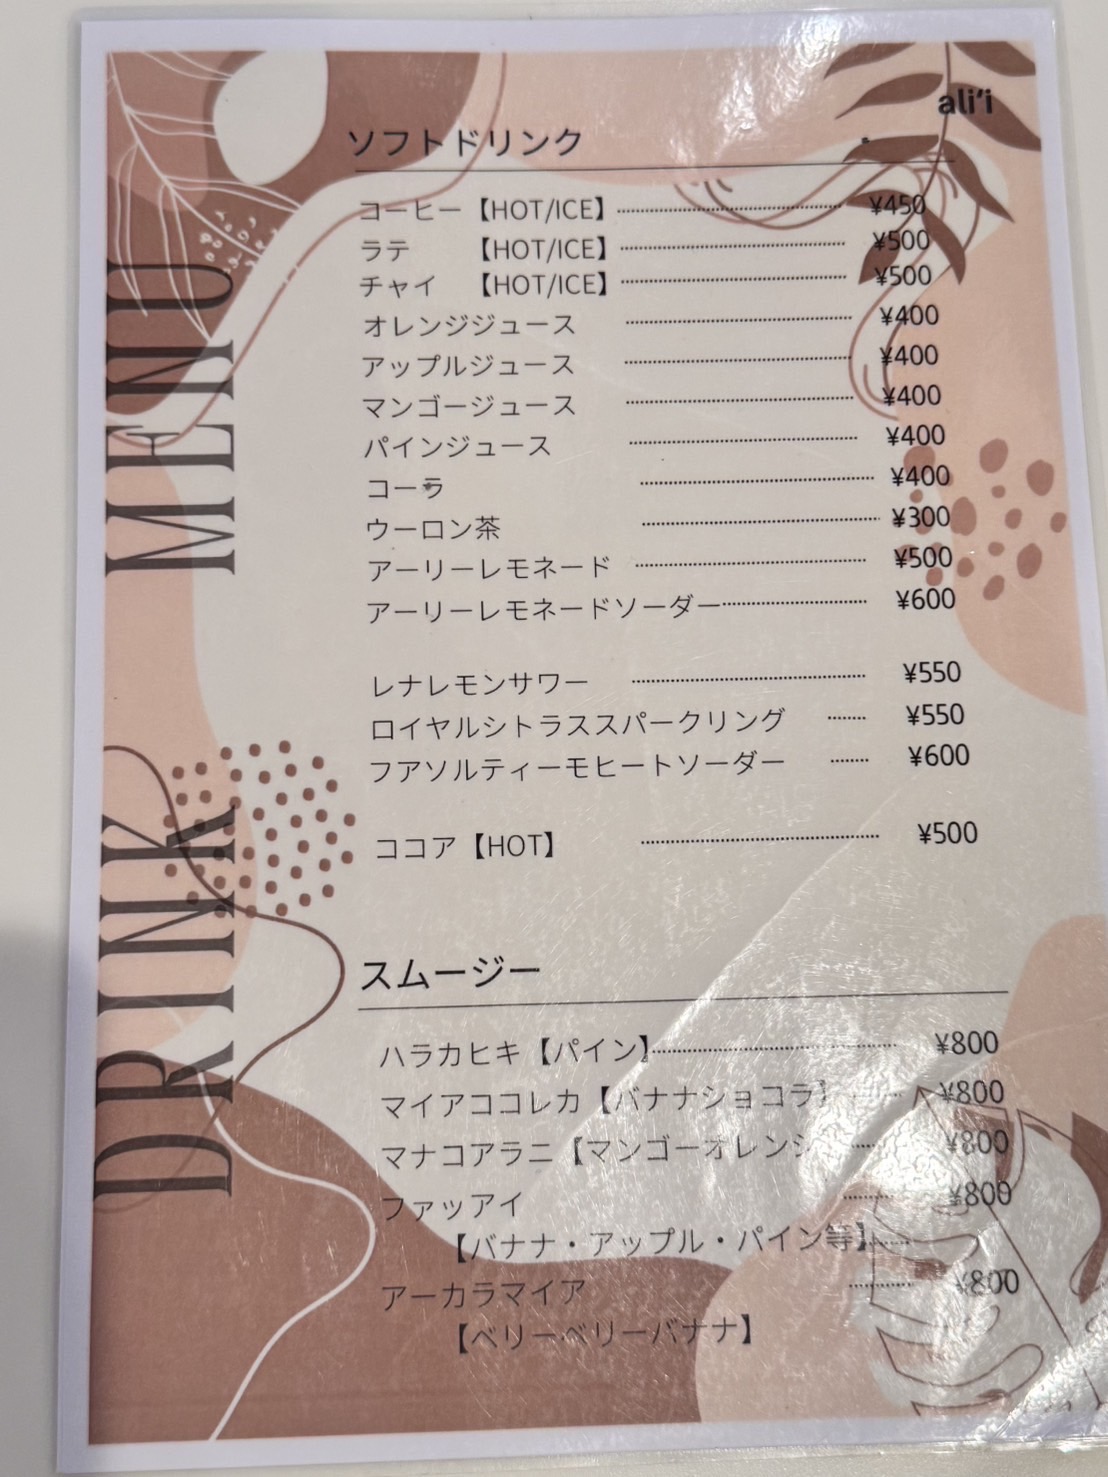 ali'i
DRINK MENU
ソフトドリンク
コーヒー【HOT/ICE】 ¥450
ラテ 【HOT/ICE】 ¥500
チャイ 【HOT/ICE】 ¥500
オレンジジュース ¥400
アップルジュース ¥400
マンゴージュース ¥400
パインジュース ¥400
コーラ ¥400
ウーロン茶 ¥300
アーリーレモネード ¥500
アーリーレモネードソーダー ¥600
レナレモンサワー ¥550
ロイヤルシトラススパークリング ¥550
フアソルティーモヒートソーダー ¥600
ココア【HOT】 ¥500
スムージー
ハラカヒキ【パイン】 ¥800
マイアココレカ【バナナショコラ】 ¥800
マナコアラニ【マンゴーオレンジ ¥800
ファッアイ ¥800
【バナナ・アップル・パイン等】
アーカラマイア ¥800
【ベリーベリーバナナ】